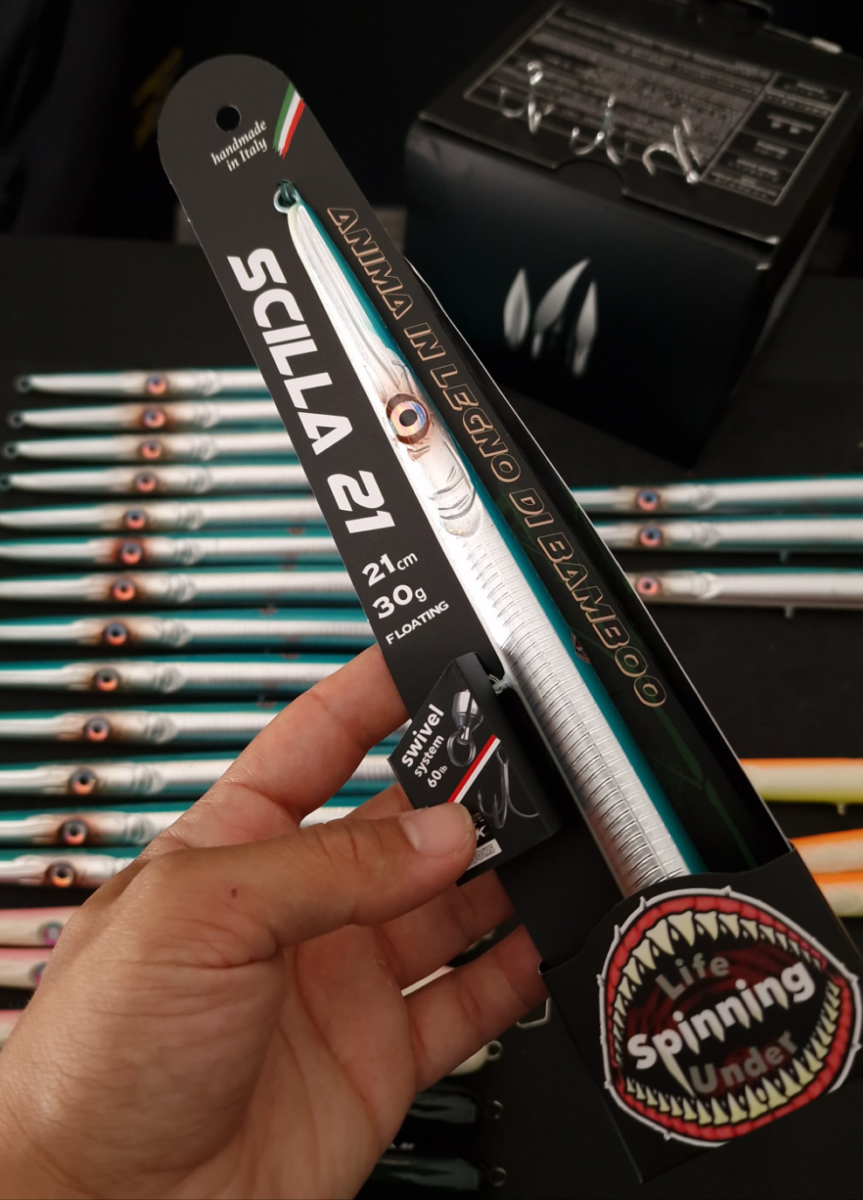 handmade
in Italy
SCILLA 21
ANIMA IN LEGNO DI BAMBOO
21cm
30g
FLOATING
swivel
system
60lb
Life
Spinning
Under